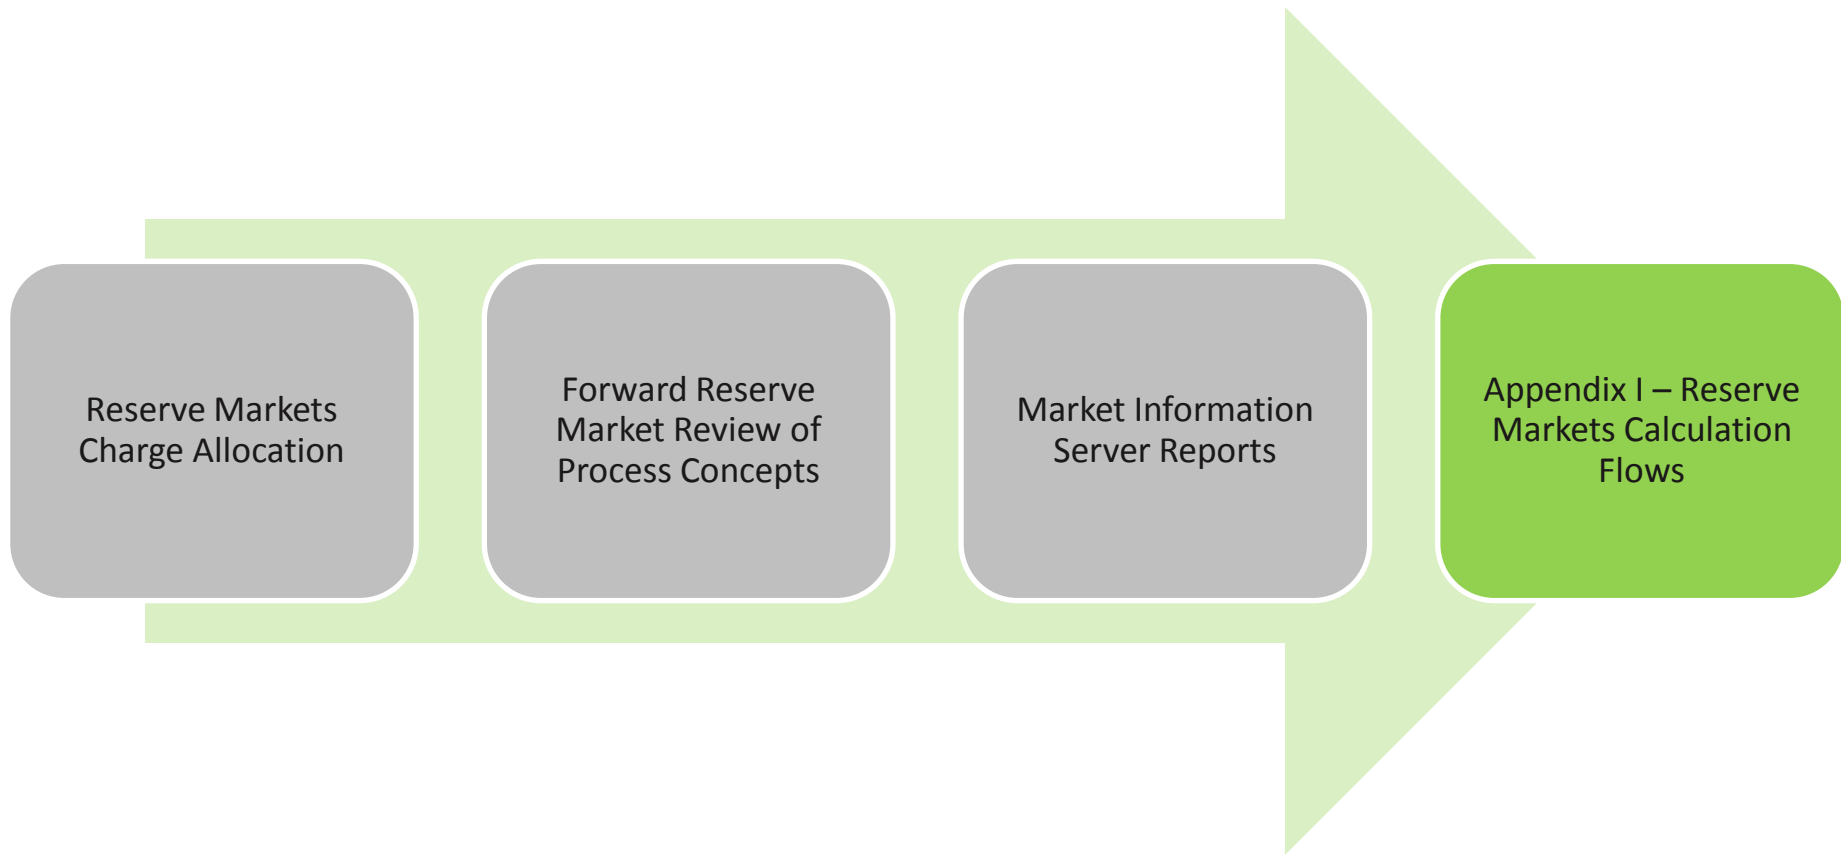 Reserve Markets
Charge Allocation
Forward Reserve
Market Review of
Process Concepts
Market Information
Server Reports
Appendix I – Reserve
Markets Calculation
Flows